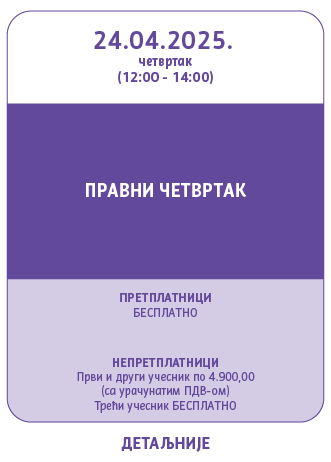 24.04.2025.
четвртак
(12:00 - 14:00)
ПРАВНИ ЧЕТВРТАК
ПРЕТПЛАТНИЦИ
БЕСПЛАТНО
НЕПРЕТПЛАТНИЦИ
Први и други учесник по 4.900,00
(са урачунатим ПДВ-ом)
Трећи учесник БЕСПЛАТНО
ДЕТАЉНИЈЕ